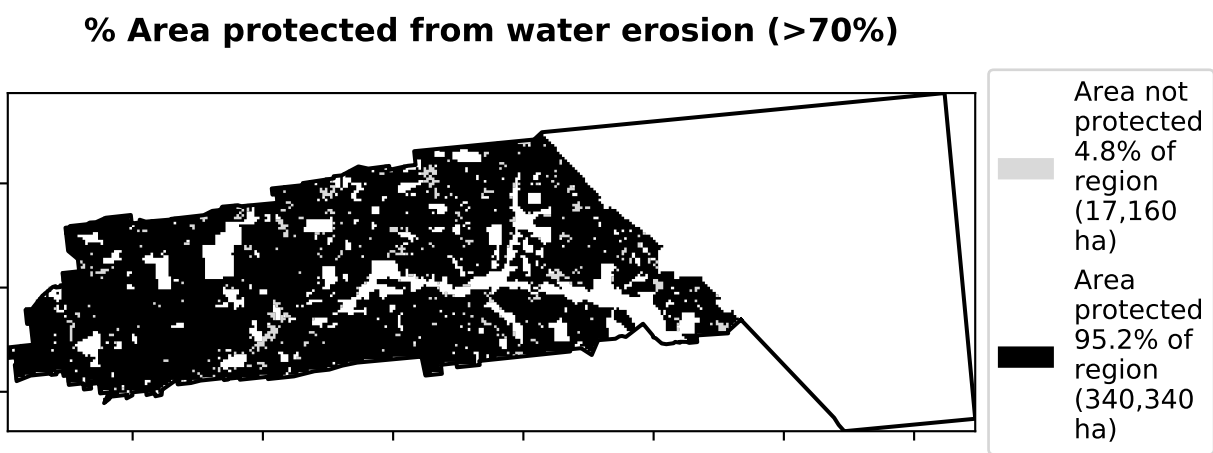 % Area protected from water erosion (>70%)
Area not
protected
4.8% of
region
(17,160
ha)
Area
protected
95.2% of
region
(340,340
ha)